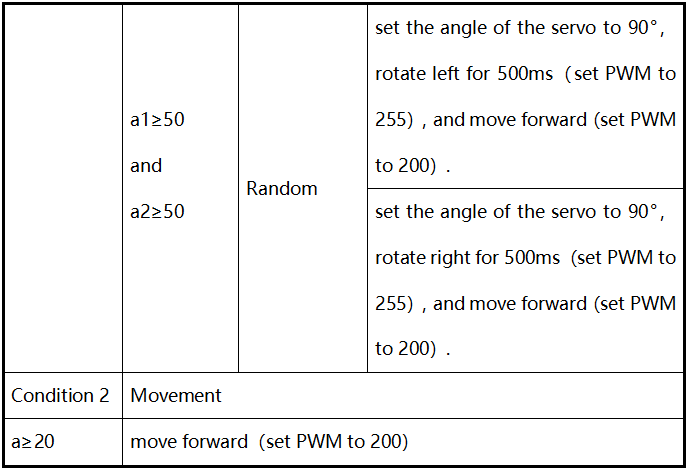 a1≥50
and
a2≥50
Random
set the angle of the servo to 90°,
rotate left for 500ms（set PWM to
255）, and move forward (set PWM
to 200）.
set the angle of the servo to 90°,
rotate right for 500ms（set PWM to
255）, and move forward (set PWM
to 200）.
Condition 2 Movement
a≥20 move forward（set PWM to 200）